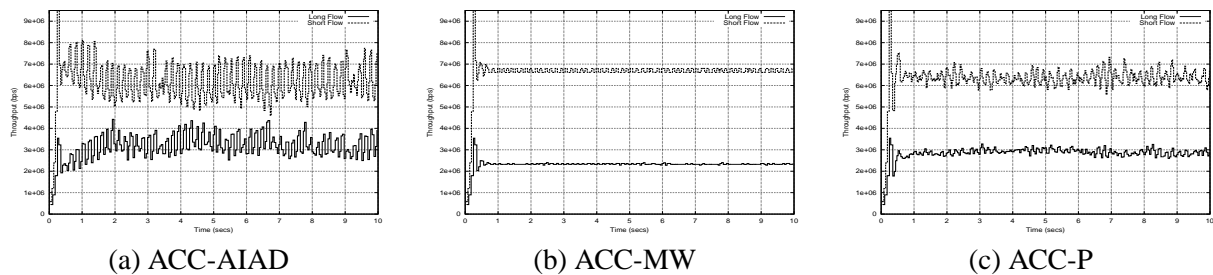 9e+06
8e+06
7e+06
6e+06
5e+06
4e+06
3e+06
2e+06
1e+06
0
Throughput (bps)
Long Flow
Short Flow
0 1 2 3 4 5 6 7 8 9 10
Time (secs)
(a) ACC-AIAD
9e+06
8e+06
7e+06
6e+06
5e+06
4e+06
3e+06
2e+06
1e+06
0
Throughput (bps)
Long Flow
Short Flow
0 1 2 3 4 5 6 7 8 9 10
Time (secs)
(b) ACC-MW
9e+06
8e+06
7e+06
6e+06
5e+06
4e+06
3e+06
2e+06
1e+06
0
Throughput (bps)
Long Flow
Short Flow
0 1 2 3 4 5 6 7 8 9 10
Time (secs)
(c) ACC-P